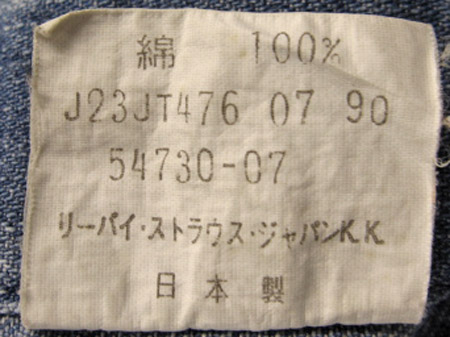 綿 100%
J23JT476 07 90
54730-07
リーバイ・ストラウス・ジャパンK.K.
日本製